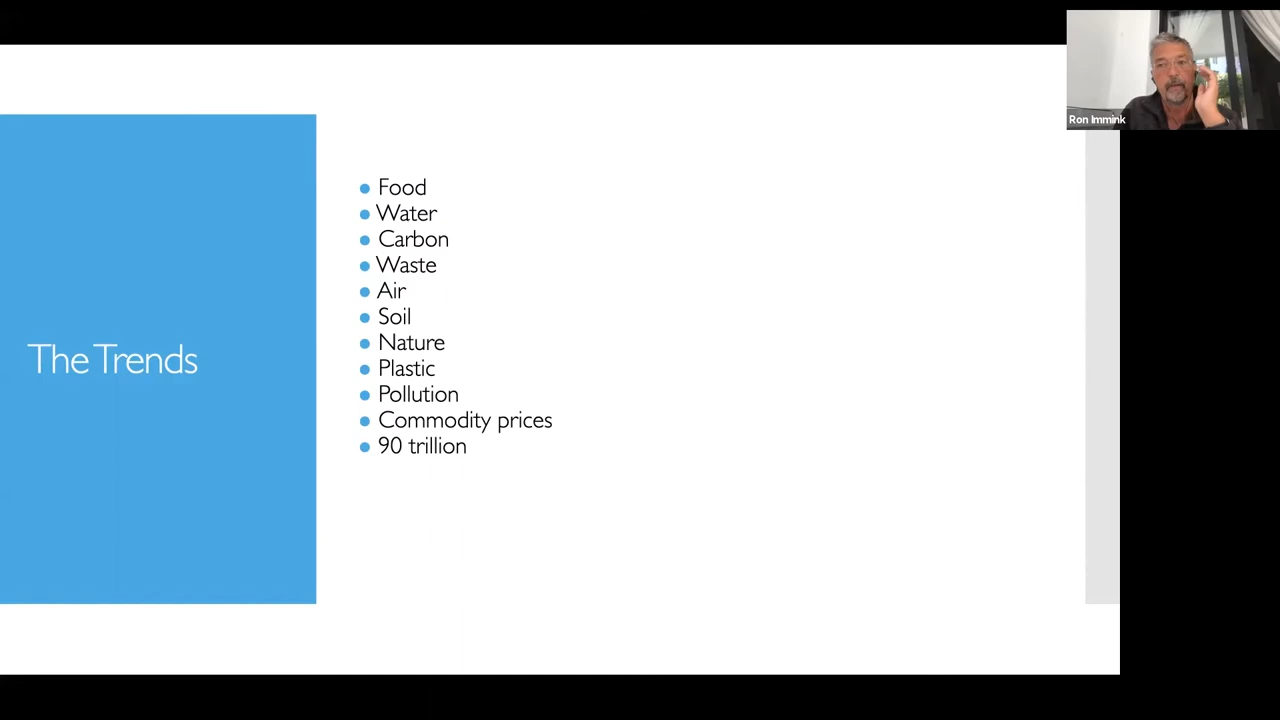 The Trends
Food
Water
Carbon
Waste
Air
Soil
Nature
Plastic
Pollution
Commodity prices
90 trillion
Ron Immink